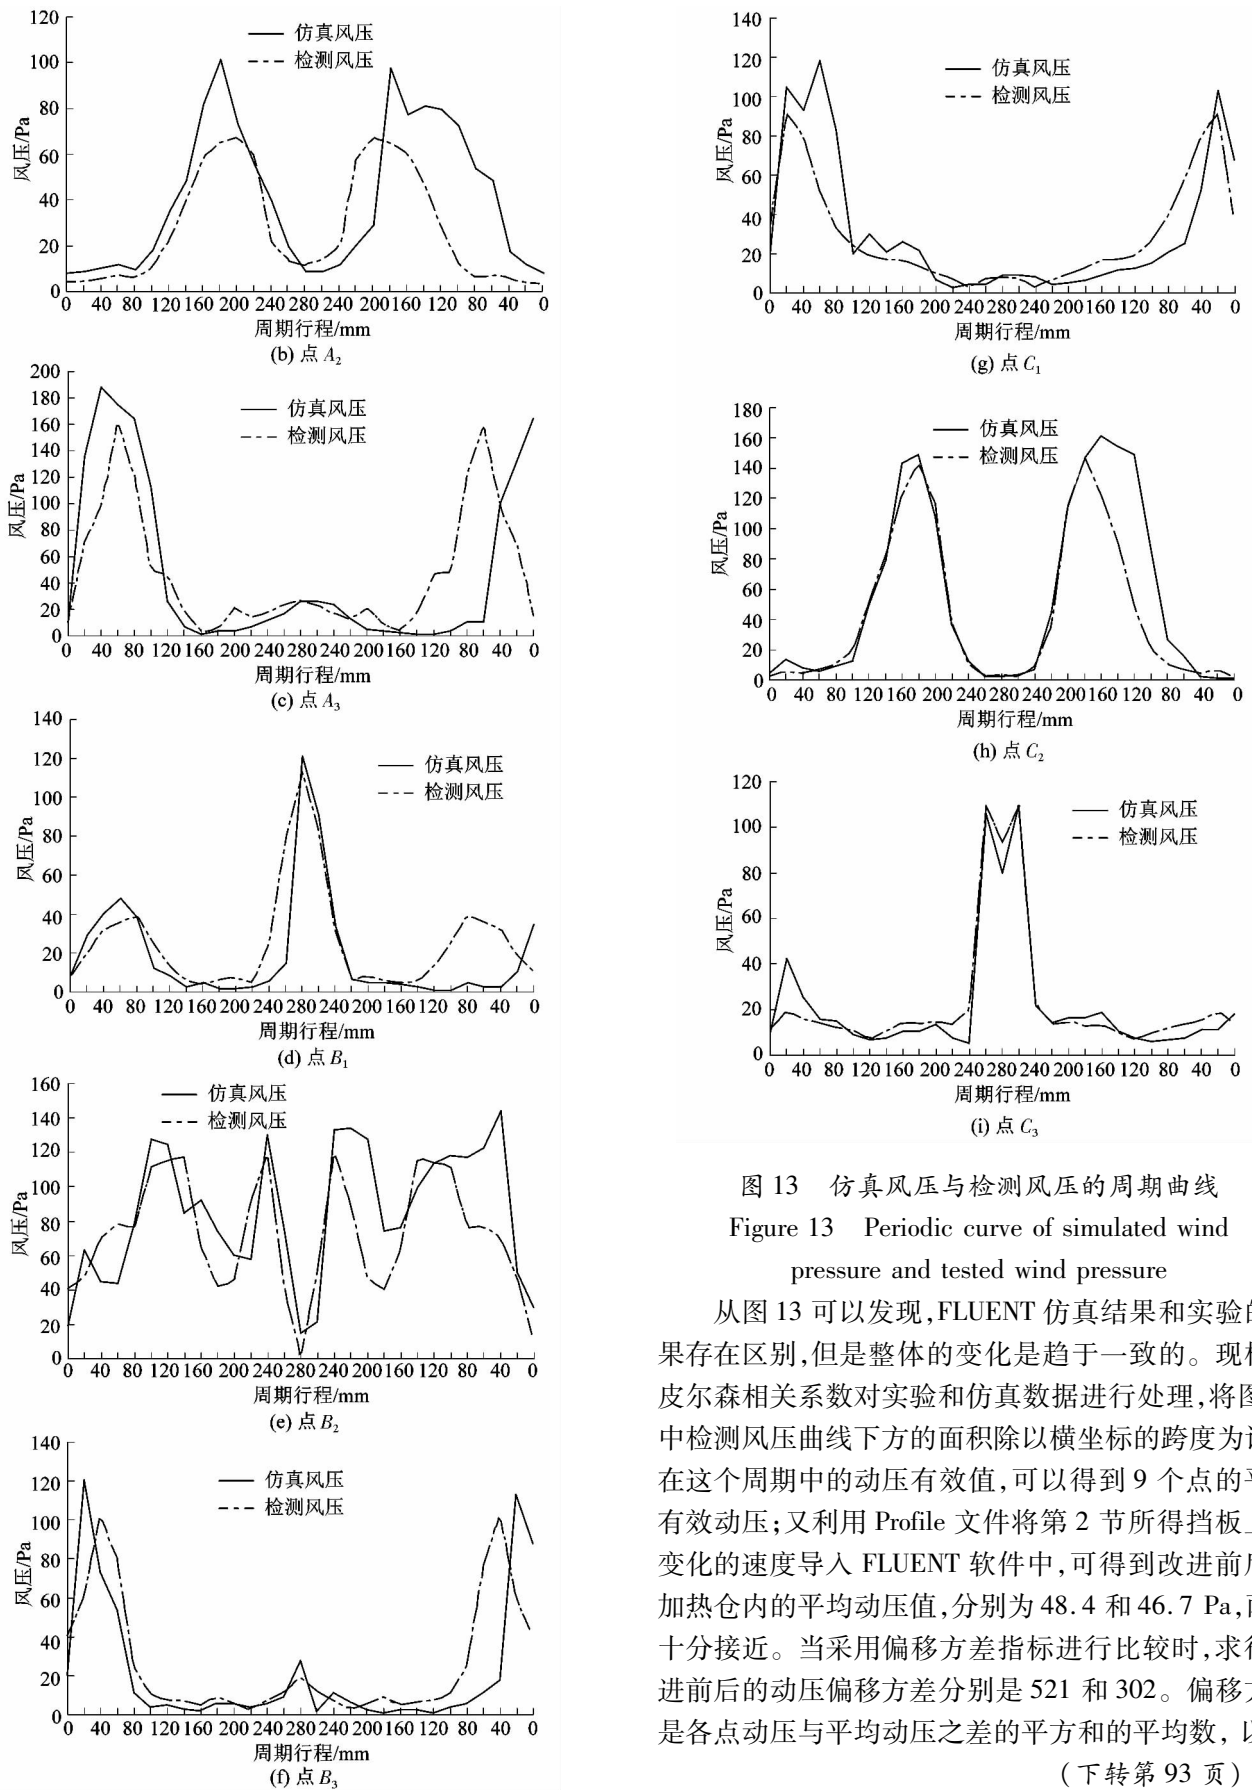 120
100
80
60
40
20
0
风压/Pa
仿真风压
检测风压
0 40 80 120 160 200 240 280 240 200 160 120 80 40 0
周期行程/mm
(b) 点 A2
200
180
160
140
120
100
80
60
40
20
0
风压/Pa
仿真风压
检测风压
0 40 80 120 160 200 240 280 240 200 160 120 80 40 0
周期行程/mm
(c) 点 A3
140
120
100
80
60
40
20
0
风压/Pa
仿真风压
检测风压
0 40 80 120 160 200 240 280 240 200 160 120 80 40 0
周期行程/mm
(d) 点 B1
160
140
120
100
80
60
40
20
0
风压/Pa
仿真风压
检测风压
0 40 80 120 160 200 240 280 240 200 160 120 80 40 0
周期行程/mm
(e) 点 B2
140
120
100
80
60
40
20
0
风压/Pa
仿真风压
检测风压
0 40 80 120 160 200 240 280 240 200 160 120 80 40 0
周期行程/mm
(f) 点 B3
140
120
100
80
60
40
20
0
风压/Pa
仿真风压
检测风压
0 40 80 120 160 200 240 280 240 200 160 120 80 40 0
周期行程/mm
(g) 点 C1
180
160
140
120
100
80
60
40
20
0
风压/Pa
仿真风压
检测风压
0 40 80 120 160 200 240 280 240 200 160 120 80 40 0
周期行程/mm
(h) 点 C2
120
100
80
60
40
20
0
风压/Pa
仿真风压
检测风压
0 40 80 120 160 200 240 280 240 200 160 120 80 40 0
周期行程/mm
(i) 点 C3
图 13 仿真风压与检测风压的周期曲线
Figure 13 Periodic curve of simulated wind
pressure and tested wind pressure
从图 13 可以发现,FLUENT 仿真结果和实验的
果存在区别,但是整体的变化是趋于一致的。现
皮尔森相关系数对实验和仿真数据进行处理,将图
中检测风压曲线下方的面积除以横坐标的跨度为
在这个周期中的动压有效值,可以得到 9 个点的
有效动压;又利用 Profile 文件将第 2 节所得挡板
变化的速度导入 FLUENT 软件中,可得到改进前
加热仓内的平均动压值,分别为 48.4 和 46.7 Pa,
十分接近。当采用偏移方差指标进行比较时,求
进前后的动压偏移方差分别是 521 和 302。偏移
是各点动压与平均动压之差的平方和的平均数,
(下转第 93 页)